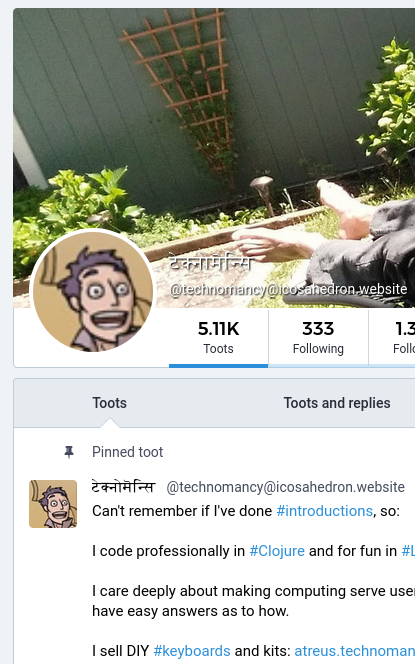 टेक्नोमॆन्सि
@technomancy@icosahedron.website
5.11K
333
1.3
Toots
Following
Follo
Toots
Toots and replies
Pinned toot
टेक्नोमॆन्सि @technomancy@icosahedron.website
Can't remember if I've done #introductions, so:
I code professionally in #Clojure and for fun in #L
I care deeply about making computing serve user
have easy answers as to how.
I sell DIY #keyboards and kits: atreus.technoman